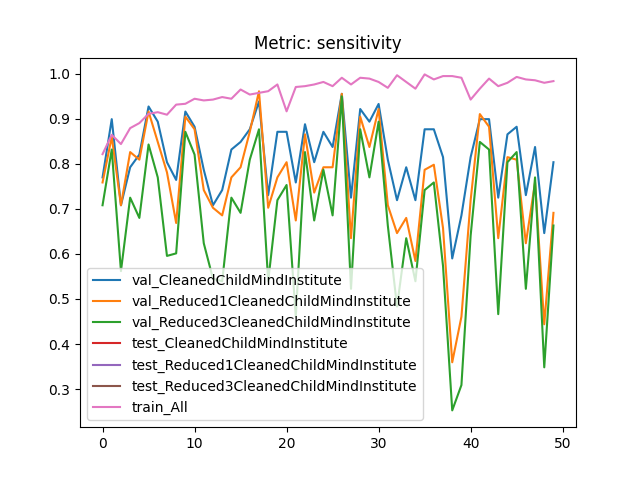 Metric: sensitivity
1.0
0.9
0.8
0.7
0.6
0.5
0.4
0.3
val_CleanedChildMindInstitute
val_Reduced1CleanedChildMindInstitute
val_Reduced3CleanedChildMindInstitute
test_CleanedChildMindInstitute
test_Reduced1CleanedChildMindInstitute
test_Reduced3CleanedChildMindInstitute
train_All
0 10 20 30 40 50